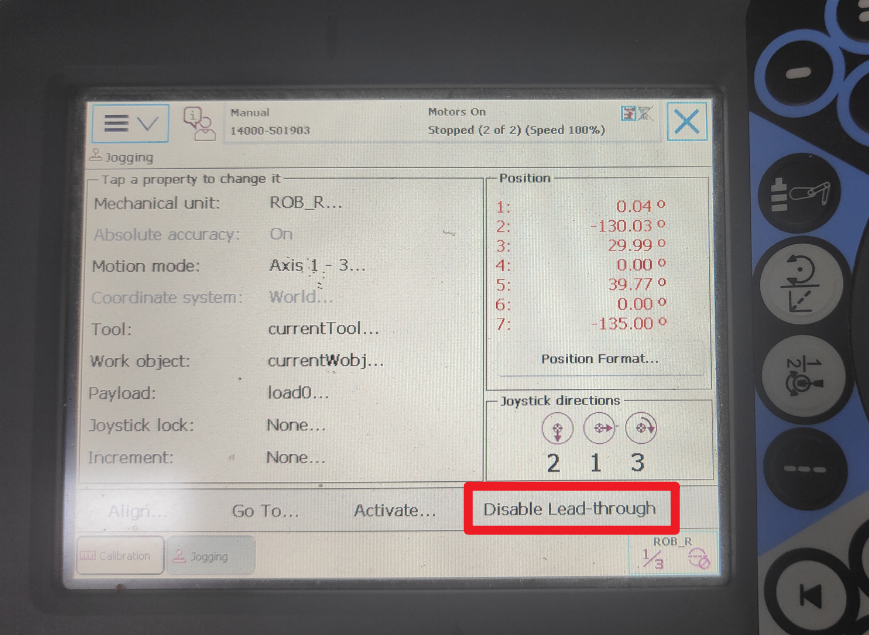 Manual
14000-501903
Motors On
Stopped (2 of 2) (Speed 100%)
Jogging
Tap a property to change it
Mechanical unit: ROB_R...
Absolute accuracy: On
Motion mode: Axis 1 - 3...
Coordinate system: World...
Tool: currentTool...
Work object: currentWobj...
Payload: load0...
Joystick lock: None...
Increment: None...
Position
1: 0.04 º
2: -130.03 º
3: 29.99 º
4: 0.00 º
5: 39.77 º
6: 0.00 º
7: -135.00 º
Position Format...
Joystick directions
2 1 3
Align... Go To... Activate... Disable Lead-through
Calibration
Jogging
ROB_R
1/3
1/2